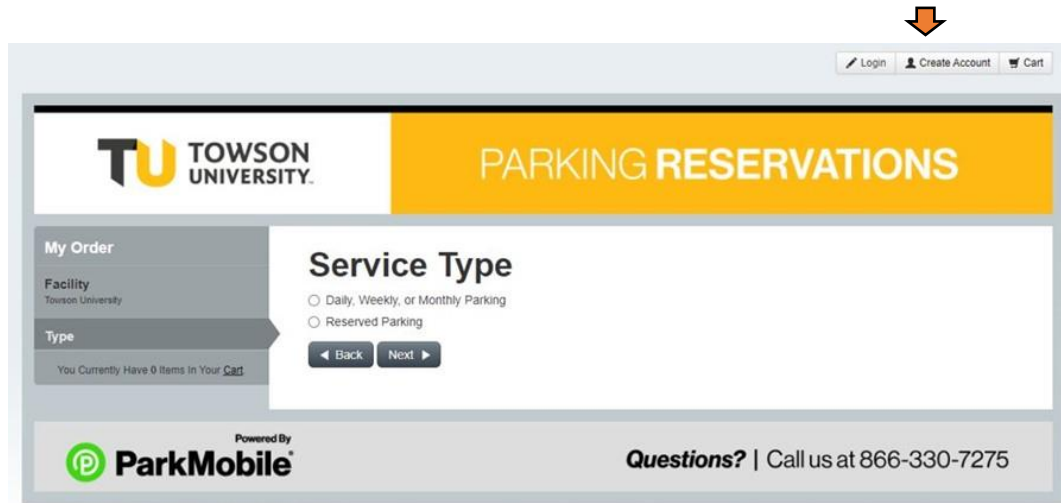 Login Create Account Cart
TU TOWSON
UNIVERSITY.
PARKING RESERVATIONS
My Order
Facility
Towson University
Type
You Currently Have 0 Items In Your Cart.
Service Type
Daily, Weekly, or Monthly Parking
Reserved Parking
Back Next
Powered By
ParkMobile
Questions? | Call us at 866-330-7275